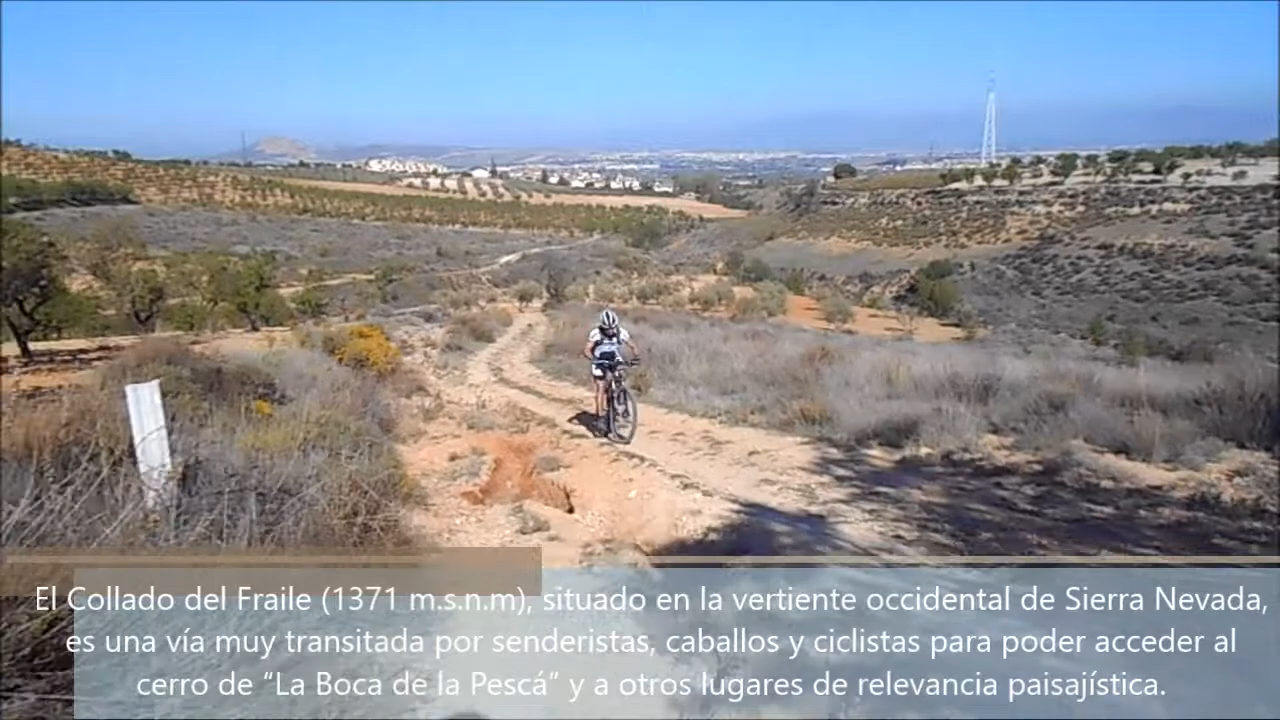 El Collado del Fraile (1371 m.s.n.m), situado en la vertiente occidental de Sierra Nevada,
es una vía muy transitada por senderistas, caballos y ciclistas para poder acceder al
cerro de “La Boca de la Pescá” y a otros lugares de relevancia paisajística.